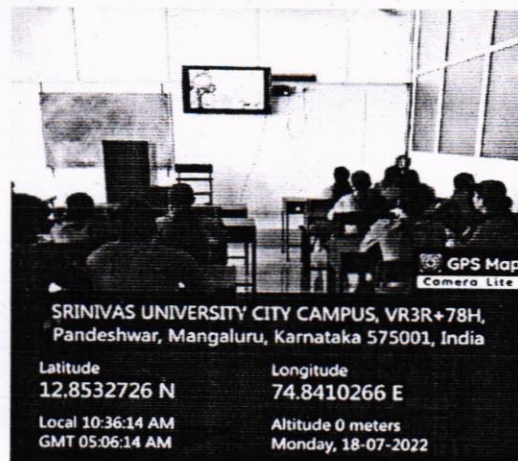 GPS Map
Camera Lite
SRINIVAS UNIVERSITY CITY CAMPUS, VR3R+78H,
Pandeshwar, Mangaluru, Karnataka 575001, India
Latitude
12.8532726 N
Longitude
74.8410266 E
Local 10:36:14 AM
GMT 05:06:14 AM
Altitude 0 meters
Monday, 18-07-2022